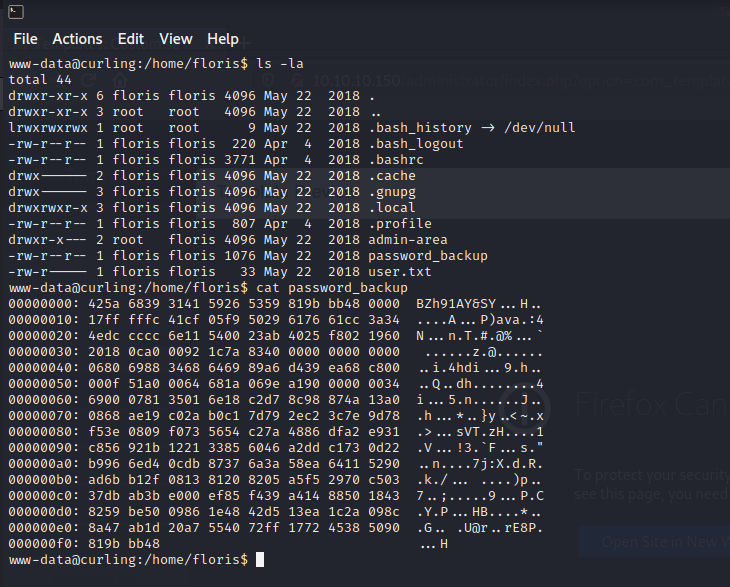 File Actions Edit View Help
www-data@curling:/home/floris$ ls -la
total 44
drwxr-xr-x 6 floris floris 4096 May 22 2018 .
drwxr-xr-x 3 root root 4096 May 22 2018 ..
lrwxrwxrwx 1 root root 9 May 22 2018 .bash_history → /dev/null
-rw-r--r-- 1 floris floris 220 Apr 4 2018 .bash_logout
-rw-r--r-- 1 floris floris 3771 Apr 4 2018 .bashrc
drwx------ 2 floris floris 4096 May 22 2018 .cache
drwx------ 3 floris floris 4096 May 22 2018 .gnupg
drwxrwxr-x 3 floris floris 4096 May 22 2018 .local
-rw-r--r-- 1 floris floris 807 Apr 4 2018 .profile
drwxr-x--- 2 root floris 4096 May 22 2018 admin-area
-rw-r--r-- 1 floris floris 1076 May 22 2018 password_backup
-rw-r----- 1 floris floris 33 May 22 2018 user.txt
www-data@curling:/home/floris$ cat password_backup
00000000: 425a 6839 3141 5926 5359 819b bb48 0000 BZh91AY&SY...H..
00000010: 17ff fffc 41cf 05f9 5029 6176 61cc 3a34 ....A...P)ava.:4
00000020: 4edc cccc 6e11 5400 23ab 4025 f802 1960 N...n.T.#.@%...`
00000030: 2018 0ca0 0092 1c7a 8340 0000 0000 0000 ......z.@......
00000040: 0680 6988 3468 6469 89a6 d439 ea68 c800 ..i.4hdi...9.h..
00000050: 000f 51a0 0064 681a 069e a190 0000 0034 ..Q..dh........4
00000060: 6900 0781 3501 6e18 c2d7 8c98 874a 13a0 i...5.n......J..
00000070: 0868 ae19 c02a b0c1 7d79 2ec2 3c7e 9d78 .h...*..}y..<~.x
00000080: f53e 0809 f073 5654 c27a 4886 dfa2 e931 .>...sVT.zH....1
00000090: c856 921b 1221 3385 6046 a2dd c173 0d22 .V...!3.`F...s."
000000a0: b996 6ed4 0cdb 8737 6a3a 58ea 6411 5290 ..n....7j:X.d.R.
000000b0: ad6b b12f 0813 8120 8205 a5f5 2970 c503 .k./... ....)p..
000000c0: 37db ab3b e000 ef85 f439 a414 8850 1843 7..;.....9...P.C
000000d0: 8259 be50 0986 1e48 42d5 13ea 1c2a 098c .Y.P...HB....*..
000000e0: 8a47 ab1d 20a7 5540 72ff 1772 4538 5090 .G.. .U@r..rE8P.
000000f0: 819b bb48 ...H
www-data@curling:/home/floris$
Firefox Can
To protect your security
see this page, you need
Open Site in New W